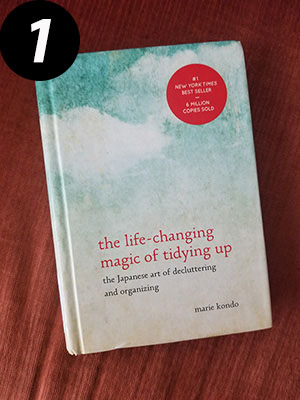 1
#1
NEW YORK TIMES
BEST SELLER
6 MILLION
COPIES SOLD
the life-changing
magic of tidying up
the Japanese art of decluttering
and organizing
marie kondo